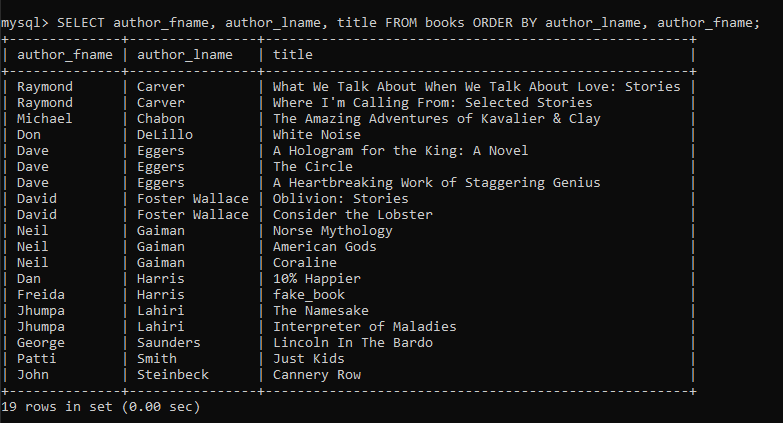 mysql> SELECT author_fname, author_lname, title FROM books ORDER BY author_lname, author_fname;
+--------------+----------------+-----------------------------------------------------+
| author_fname | author_lname   | title                                               |
+--------------+----------------+-----------------------------------------------------+
| Raymond      | Carver         | What We Talk About When We Talk About Love: Stories |
| Raymond      | Carver         | Where I'm Calling From: Selected Stories            |
| Michael      | Chabon         | The Amazing Adventures of Kavalier & Clay           |
| Don          | DeLillo        | White Noise                                         |
| Dave         | Eggers         | A Hologram for the King: A Novel                    |
| Dave         | Eggers         | The Circle                                          |
| Dave         | Eggers         | A Heartbreaking Work of Staggering Genius           |
| David        | Foster Wallace | Oblivion: Stories                                   |
| David        | Foster Wallace | Consider the Lobster                                |
| Neil         | Gaiman         | Norse Mythology                                     |
| Neil         | Gaiman         | American Gods                                       |
| Neil         | Gaiman         | Coraline                                            |
| Dan          | Harris         | 10% Happier                                         |
| Freida       | Harris         | fake_book                                           |
| Jhumpa       | Lahiri         | The Namesake                                        |
| Jhumpa       | Lahiri         | Interpreter of Maladies                             |
| George       | Saunders       | Lincoln In The Bardo                                |
| Patti        | Smith          | Just Kids                                           |
| John         | Steinbeck      | Cannery Row                                         |
+--------------+----------------+-----------------------------------------------------+
19 rows in set (0.00 sec)